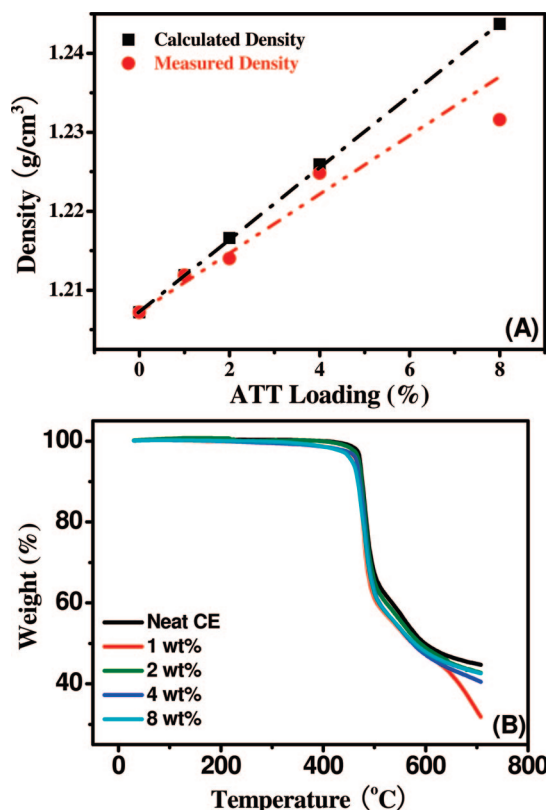 1.24
1.23
1.22
1.21
Density (g/cm³)
Calculated Density
Measured Density
(A)
0 2 4 6 8
ATT Loading (%)
100
80
60
40
Weight (%)
Neat CE
1 wt%
2 wt%
4 wt%
8 wt%
(B)
0 200 400 600 800
Temperature (°C)